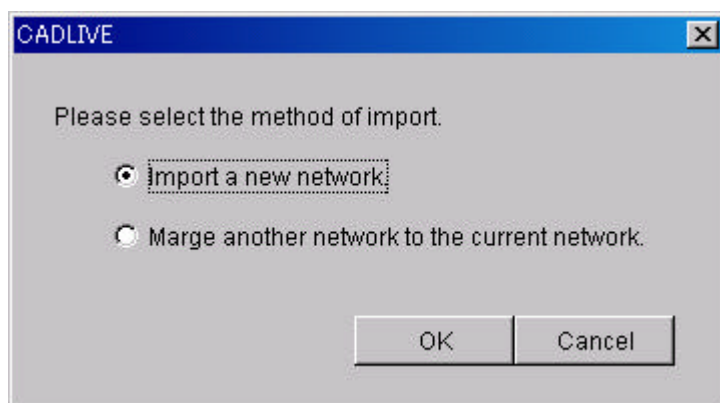 CADLIVE
Please select the method of import.
Import a new network
Marge another network to the current network.
OK Cancel